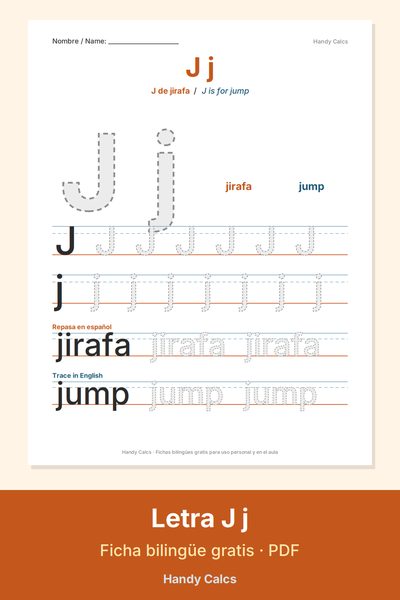 Nombre / Name: ____________________ Handy Calcs
J j
J de jirafa / J is for jump
J j
jirafa jump
J J J J J J J
j j j j j j j j
Repasa en español
jirafa jirafa jirafa
Trace in English
jump jump jump
Handy Calcs · Fichas bilingües gratis para uso personal y en el aula
Letra J j
Ficha bilingüe gratis · PDF
Handy Calcs